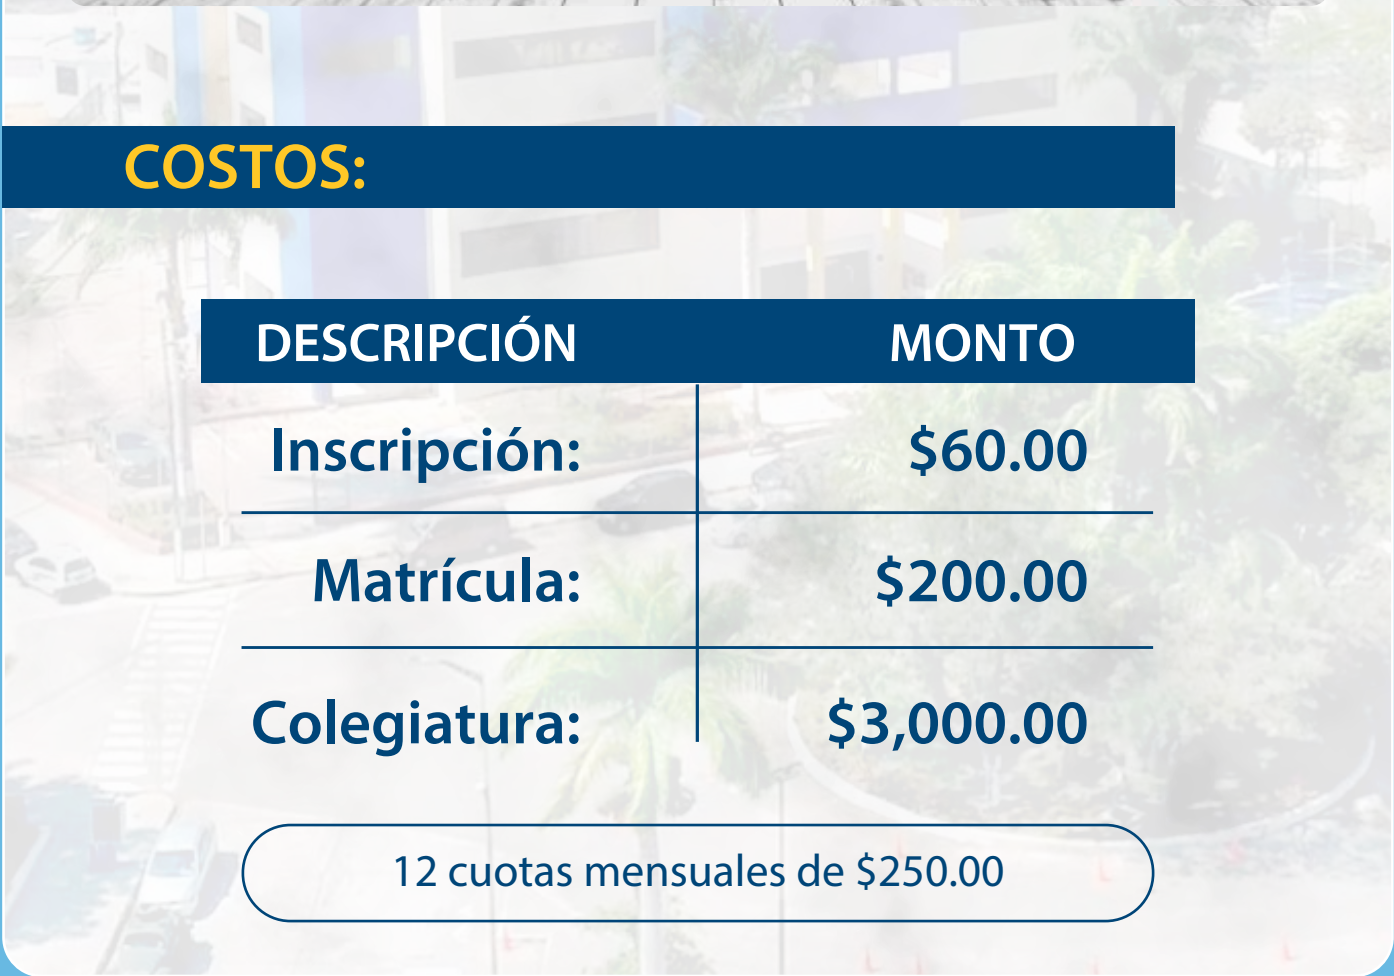 COSTOS:
DESCRIPCIÓN MONTO
Inscripción: $60.00
Matrícula: $200.00
Colegiatura: $3,000.00
12 cuotas mensuales de $250.00